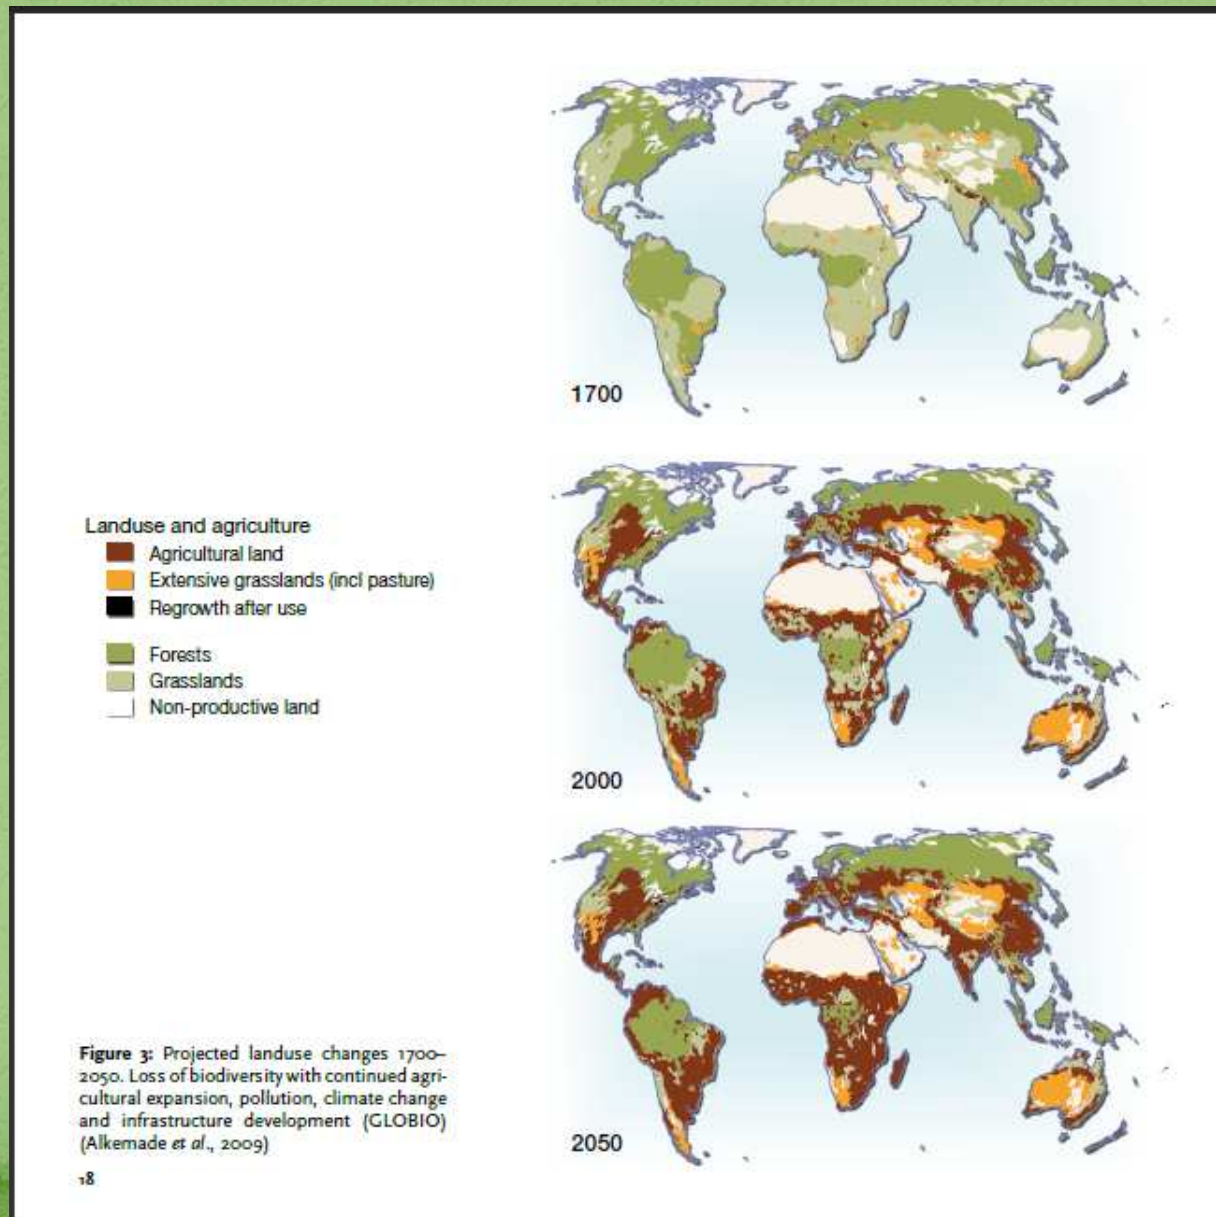 1700
Landuse and agriculture
Agricultural land
Extensive grasslands (incl pasture)
Regrowth after use
Forests
Grasslands
Non-productive land
2000
Figure 3: Projected landuse changes 1700–
2050. Loss of biodiversity with continued agri-
cultural expansion, pollution, climate change
and infrastructure development (GLOBIO)
(Alkemade et al., 2009)
2050
18